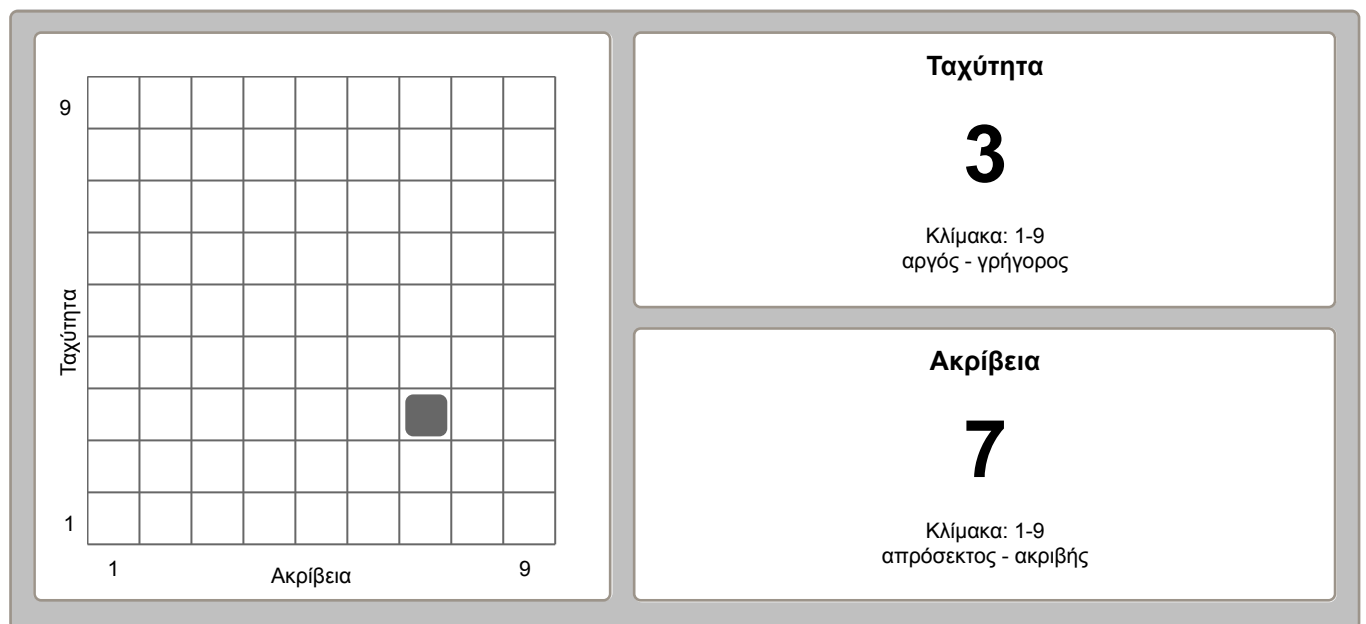 9
Ταχύτητα
1
1
Ακρίβεια
9
Ταχύτητα
3
Κλίμακα: 1-9
αργός - γρήγορος
Ακρίβεια
7
Κλίμακα: 1-9
απρόσεκτος - ακριβής